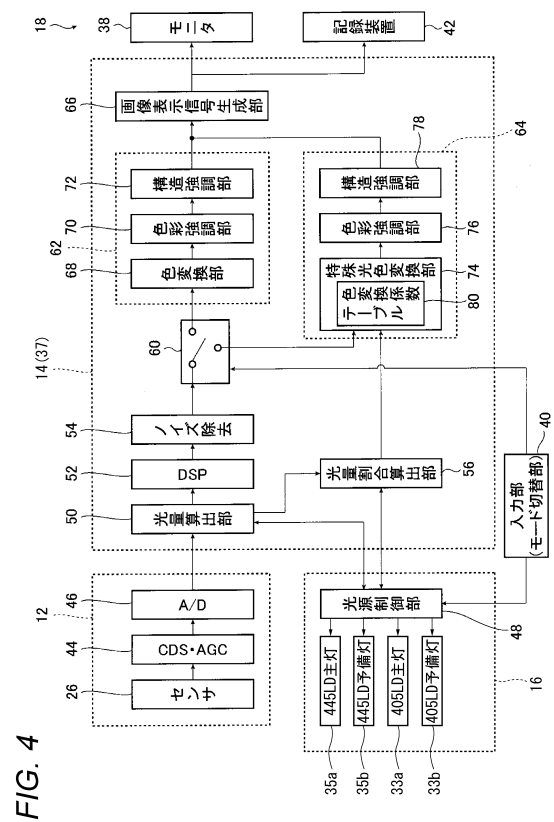 FIG. 4
18
12
26
センサ
44
CDS・AGC
46
A/D
14(37)
50
光量算出部
52
DSP
54
ノイズ除去
60
62
68
色変換部
70
色彩強調部
72
構造強調部
66
画像表示信号生成部
38
モニタ
42
記録装置
64
74
特殊光色変換部
80
色変換係数
テーブル
76
色彩強調部
78
構造強調部
56
光量割合算出部
40
入力部
(モード切替部)
16
48
光源制御部
35a
445LD主灯
35b
445LD予備灯
33a
405LD主灯
33b
405LD予備灯